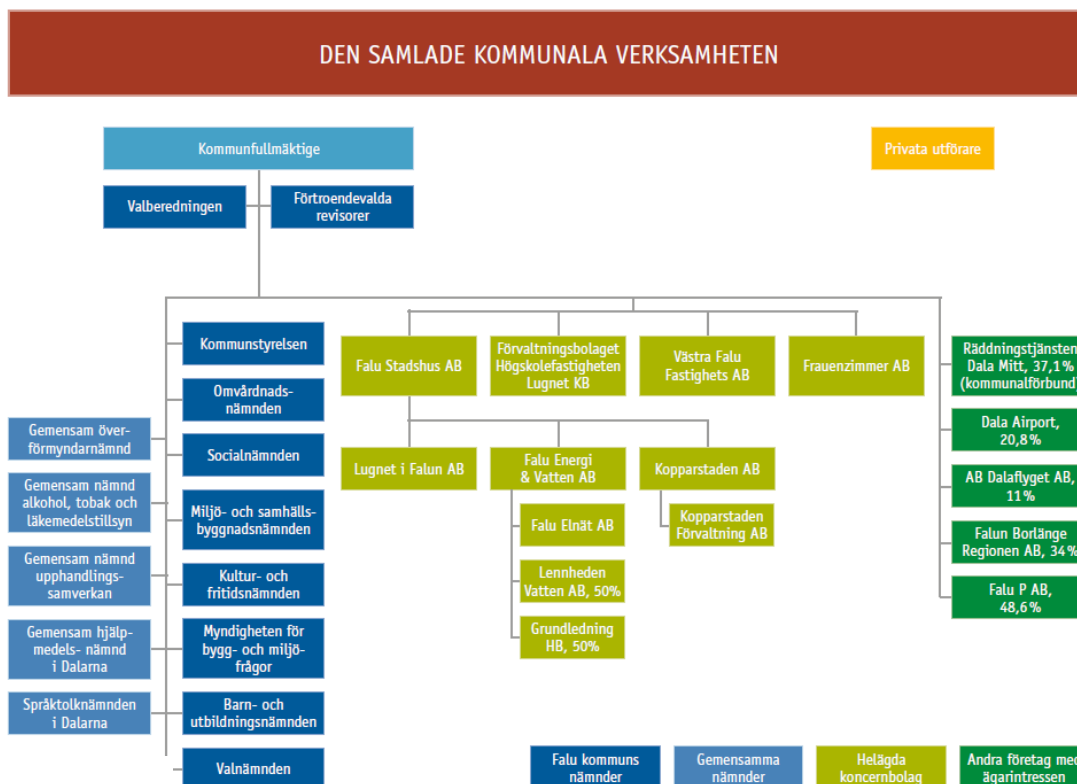 DEN SAMLADE KOMMUNALA VERKSAMHETEN
Kommunfullmäktige
Privata utförare
Valberedningen
Förtroendevalda
revisorer
Kommunstyrelsen
Omvårdnads-
nämnden
Socialnämnden
Miljö- och samhälls-
byggnadsnämnden
Kultur- och
fritidsnämnden
Myndigheten för
bygg- och miljö-
frågor
Barn- och
utbildningsnämnden
Valnämnden
Gemensam över-
förmyndarnämnd
Gemensam nämnd
alkohol, tobak och
läkemedelstillsyn
Gemensam nämnd
upphandlings-
samverkan
Gemensam hjälp-
medels- nämnd
i Dalarna
Språktolknämnden
i Dalarna
Falu Stadshus AB
Förvaltningsbolaget
Högskolefastigheten
Lugnet KB
Västra Falu
Fastighets AB
Frauenzimmer AB
Lugnet i Falun AB
Falu Energi
& Vatten AB
Kopparstaden AB
Falu Elnät AB
Lennheden
Vatten AB, 50%
Grundledning
HB, 50%
Kopparstaden
Förvaltning AB
Räddningstjänsten
Dala Mitt, 37,1%
(kommunalförbund)
Dala Airport,
20,8%
AB Dalaflyget AB,
11%
Falun Borlänge
Regionen AB, 34%
Falu P AB,
48,6%
Falu kommuns
nämnder
Gemensamma
nämnder
Helägda
koncernbolag
Andra företag med
ägarintressen